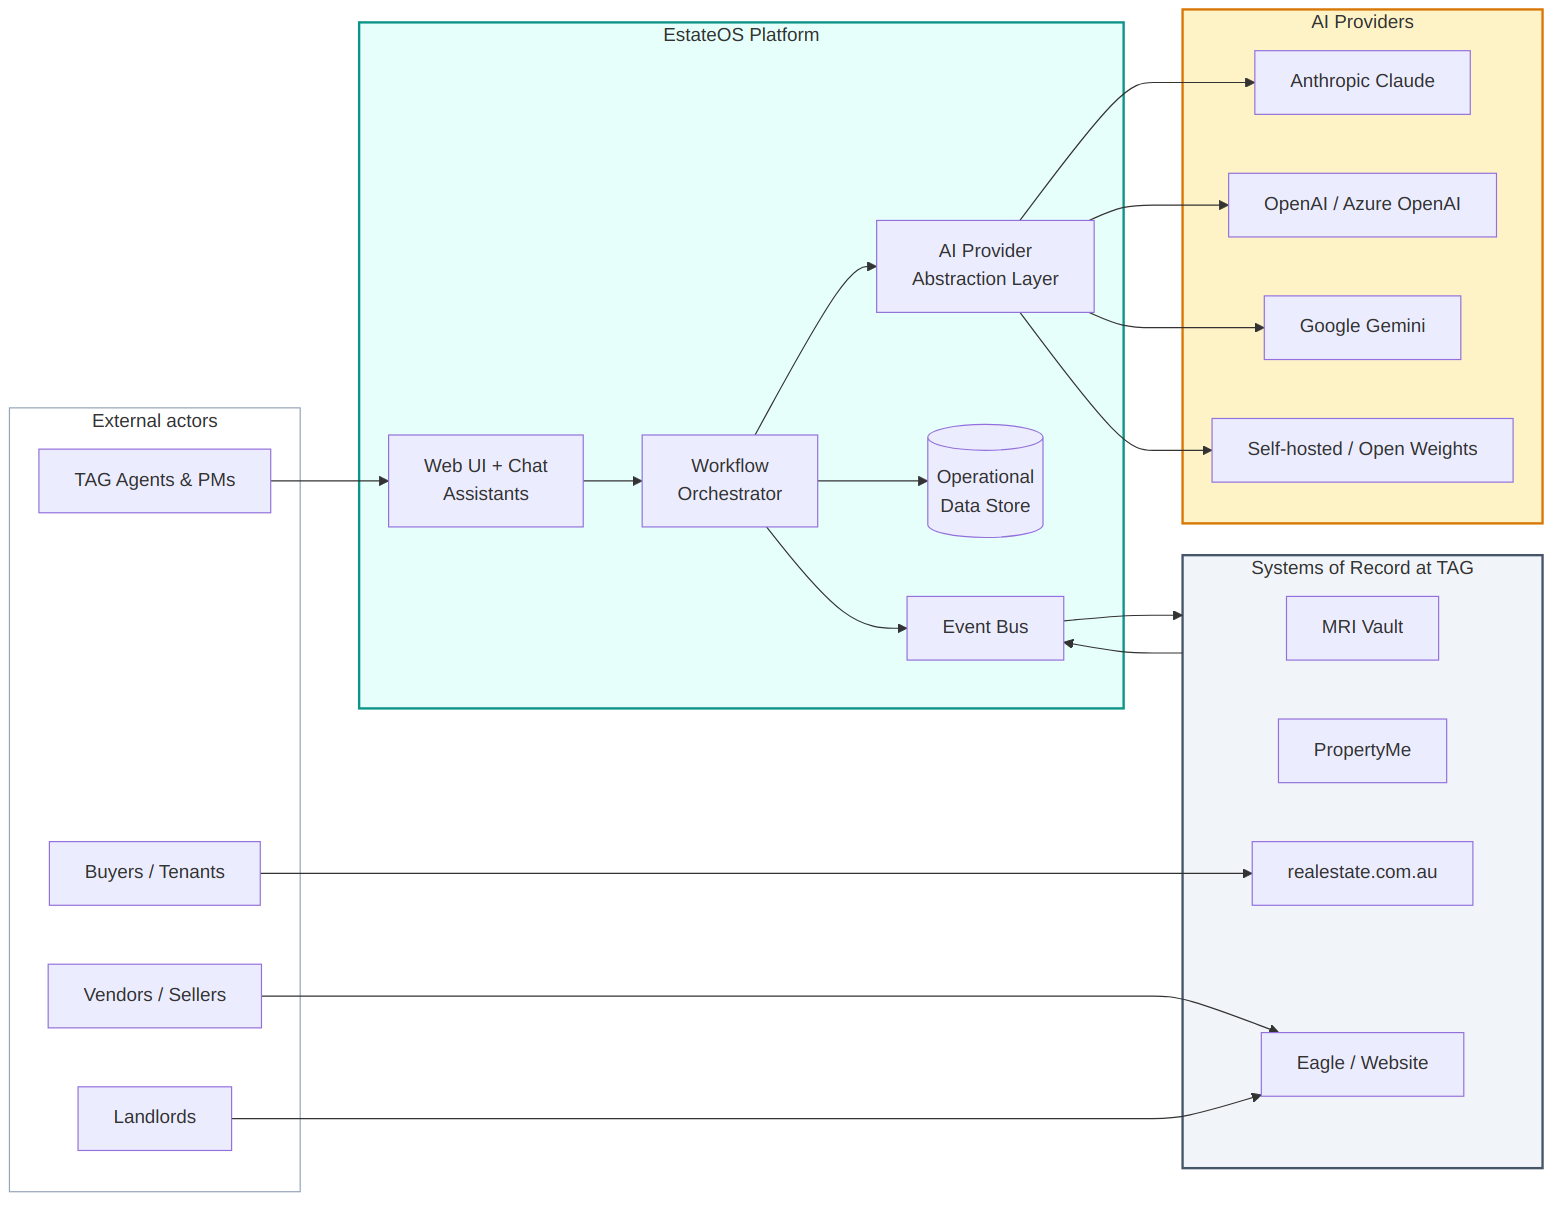 External actors
TAG Agents & PMs
Buyers / Tenants
Vendors / Sellers
Landlords
EstateOS Platform
Web UI + Chat
Assistants
Workflow
Orchestrator
AI Provider
Abstraction Layer
Operational
Data Store
Event Bus
AI Providers
Anthropic Claude
OpenAI / Azure OpenAI
Google Gemini
Self-hosted / Open Weights
Systems of Record at TAG
MRI Vault
PropertyMe
realestate.com.au
Eagle / Website